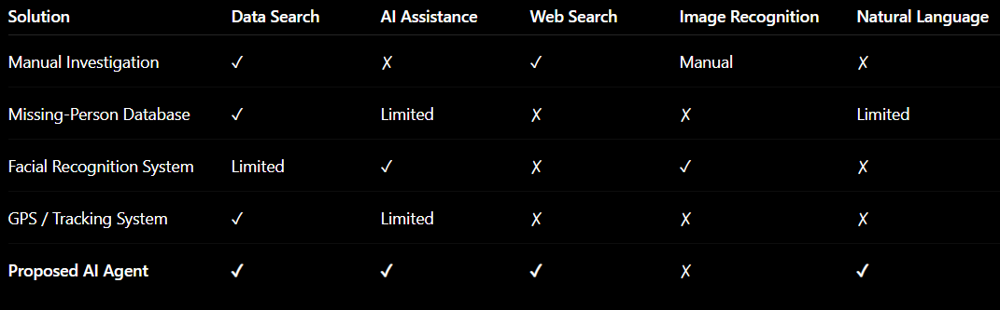 Solution Data Search AI Assistance Web Search Image Recognition Natural Language
Manual Investigation ✓ ✗ ✓ Manual ✗
Missing-Person Database ✓ Limited ✗ ✗ Limited
Facial Recognition System Limited ✓ ✗ ✓ ✗
GPS / Tracking System ✓ Limited ✗ ✗ ✗
Proposed AI Agent ✓ ✓ ✓ ✗ ✓